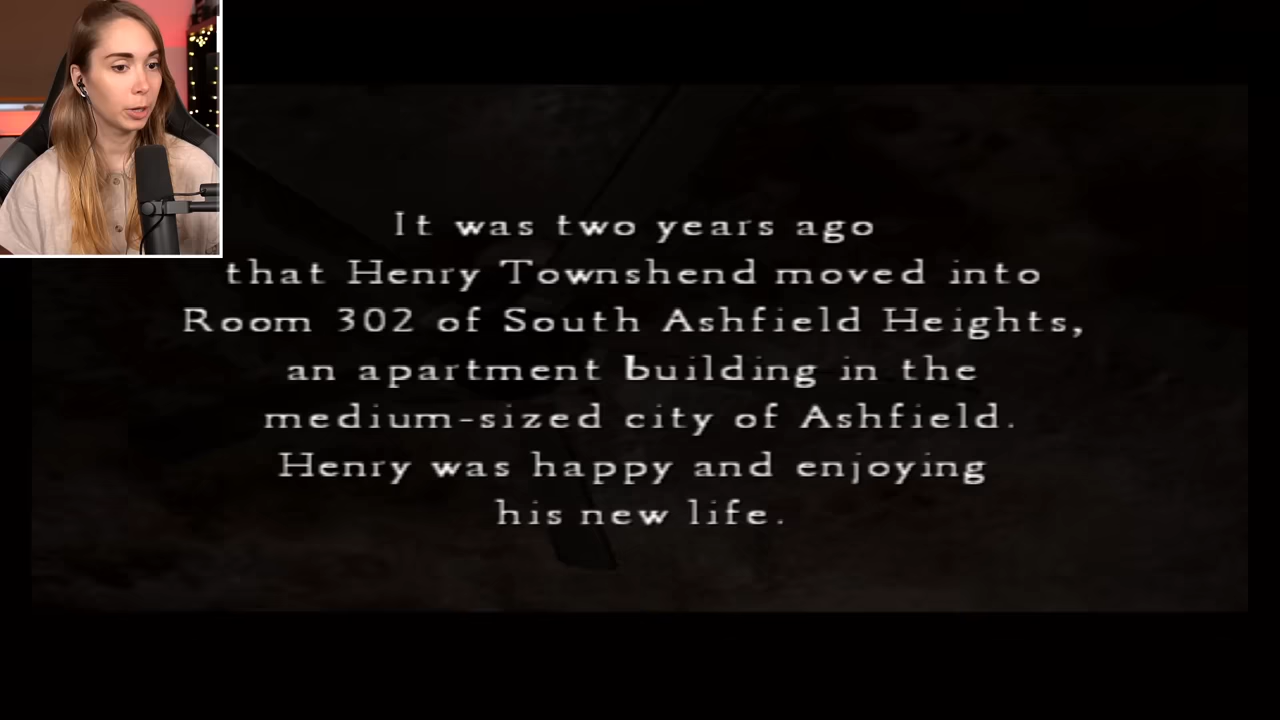 It was two years ago
that Henry Townshend moved into
Room 302 of South Ashfield Heights,
an apartment building in the
medium-sized city of Ashfield.
Henry was happy and enjoying
his new life.